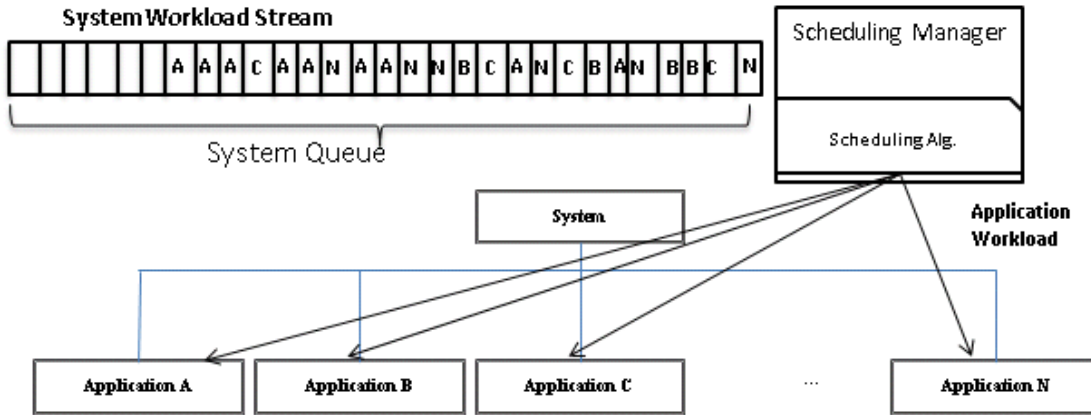 System Workload Stream
A A A C A A N A A N N B C A N C B A N B B C N
System Queue
Scheduling Manager
Scheduling Alg.
System
Application
Workload
Application A
Application B
Application C
...
Application N